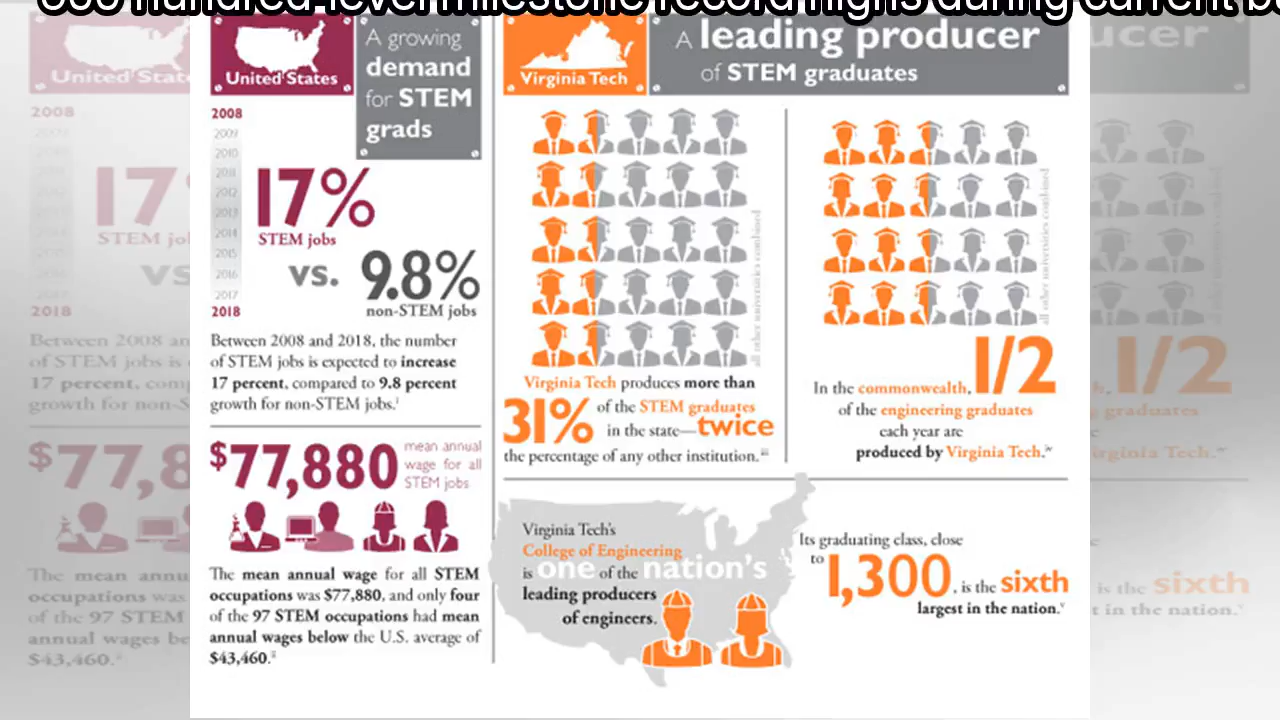 hundred-level milestone record highs during current
United States
A growing
demand
for STEM
grads
2008
2009
2010
2011
2012
2013
2014
2015
2016
2017
2018
17%
STEM jobs
vs. 9.8%
non-STEM jobs
Between 2008 and 2018, the number
of STEM jobs is expected to increase
17 percent, compared to 9.8 percent
growth for non-STEM jobs.
$77,880
mean annual
wage for all
STEM jobs
The mean annual wage for all STEM
occupations was $77,880, and only four
of the 97 STEM occupations had mean
annual wages below the U.S. average of
$43,460.
Virginia Tech
A leading producer
of STEM graduates
all other universities combined
Virginia Tech produces more than
31% of the STEM graduates
in the state—twice
the percentage of any other institution.
all other universities combined
In the commonwealth, 1/2
of the engineering graduates
each year are
produced by Virginia Tech.
Virginia Tech's
College of Engineering
is one of the nation's
leading producers
of engineers.
Its graduating class, close
to 1,300, is the sixth
largest in the nation.